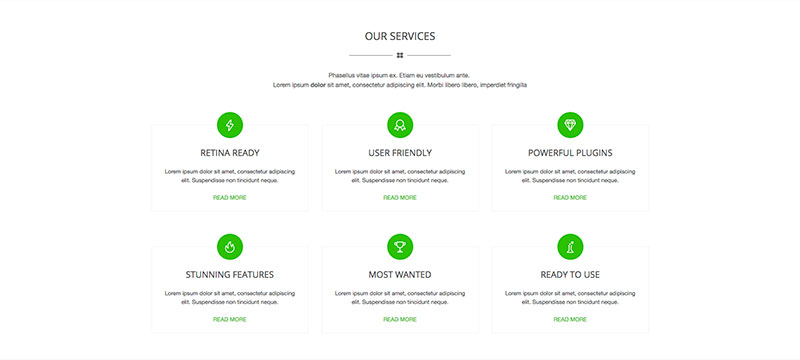 OUR SERVICES
Phasellus vitae ipsum ex. Etiam eu vestibulum ante.
Lorem ipsum dolor sit amet, consectetur adipiscing elit. Morbi libero libero, imperdiet fringilla
RETINA READY
Lorem ipsum dolor sit amet, consectetur adipiscing
elit. Suspendisse non tincidunt neque.
READ MORE
USER FRIENDLY
Lorem ipsum dolor sit amet, consectetur adipiscing
elit. Suspendisse non tincidunt neque.
READ MORE
POWERFUL PLUGINS
Lorem ipsum dolor sit amet, consectetur adipiscing
elit. Suspendisse non tincidunt neque.
READ MORE
STUNNING FEATURES
Lorem ipsum dolor sit amet, consectetur adipiscing
elit. Suspendisse non tincidunt neque.
READ MORE
MOST WANTED
Lorem ipsum dolor sit amet, consectetur adipiscing
elit. Suspendisse non tincidunt neque.
READ MORE
READY TO USE
Lorem ipsum dolor sit amet, consectetur adipiscing
elit. Suspendisse non tincidunt neque.
READ MORE